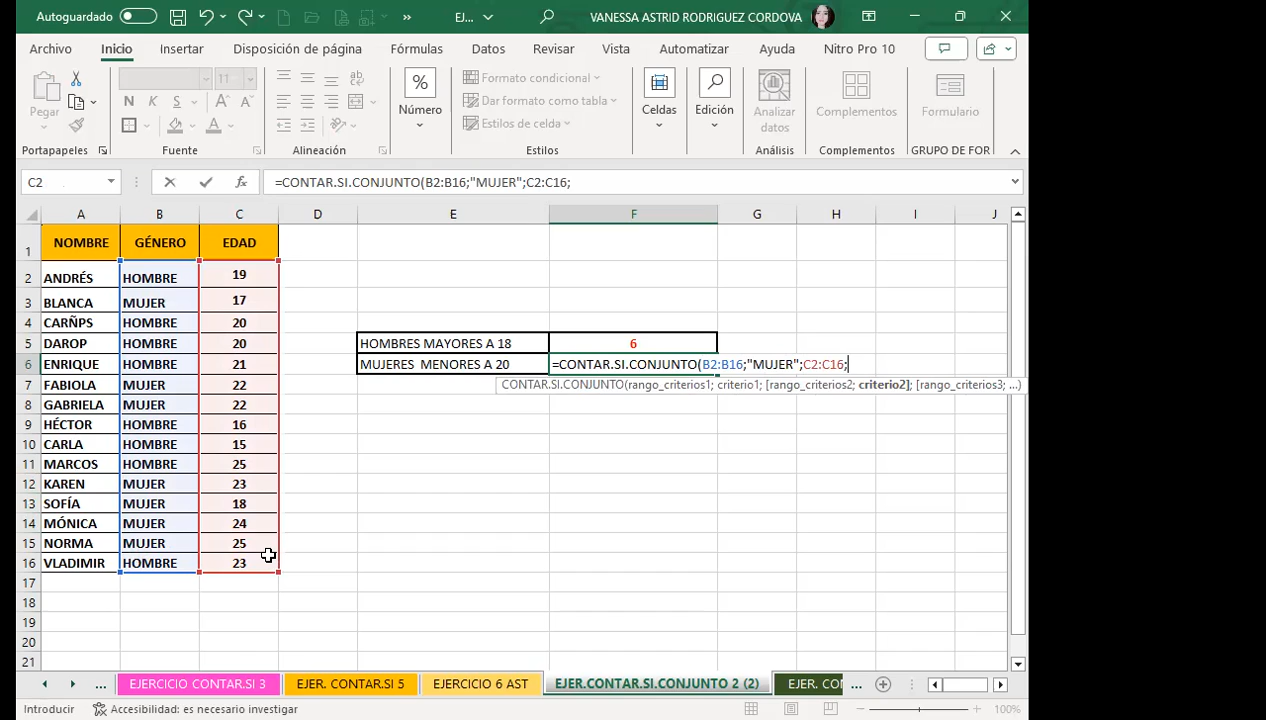 Autoguardado
EJ...
VANESSA ASTRID RODRIGUEZ CORDOVA
Archivo Inicio Insertar Disposición de página Fórmulas Datos Revisar Vista Automatizar Ayuda Nitro Pro 10
Pegar
Portapapeles
11
N K S
Fuente
Alineación
Número
Formato condicional
Dar formato como tabla
Estilos de celda
Estilos
Celdas
Edición
Analizar datos
Análisis
Complementos
Complementos
Formulario
GRUPO DE FOR
C2 fx =CONTAR.SI.CONJUNTO(B2:B16;"MUJER";C2:C16;
A B C D E F G H I J
1 NOMBRE GÉNERO EDAD
2 ANDRÉS HOMBRE 19
3 BLANCA MUJER 17
4 CARÑPS HOMBRE 20
5 DAROP HOMBRE 20 HOMBRES MAYORES A 18 6
6 ENRIQUE HOMBRE 21 MUJERES MENORES A 20 =CONTAR.SI.CONJUNTO(B2:B16;"MUJER";C2:C16;
CONTAR.SI.CONJUNTO(rango_criterios1; criterio1; [rango_criterios2; criterio2]; [rango_criterios3; ...)
7 FABIOLA MUJER 22
8 GABRIELA MUJER 22
9 HÉCTOR HOMBRE 16
10 CARLA HOMBRE 15
11 MARCOS HOMBRE 25
12 KAREN MUJER 23
13 SOFÍA MUJER 18
14 MÓNICA MUJER 24
15 NORMA MUJER 25
16 VLADIMIR HOMBRE 23
17
18
19
20
21
... EJERCICIO CONTAR.SI 3 EJER. CONTAR.SI 5 EJERCICIO 6 AST EJER.CONTAR.SI.CONJUNTO 2 (2) EJER. CO ...
Introducir Accesibilidad: es necesario investigar 100%